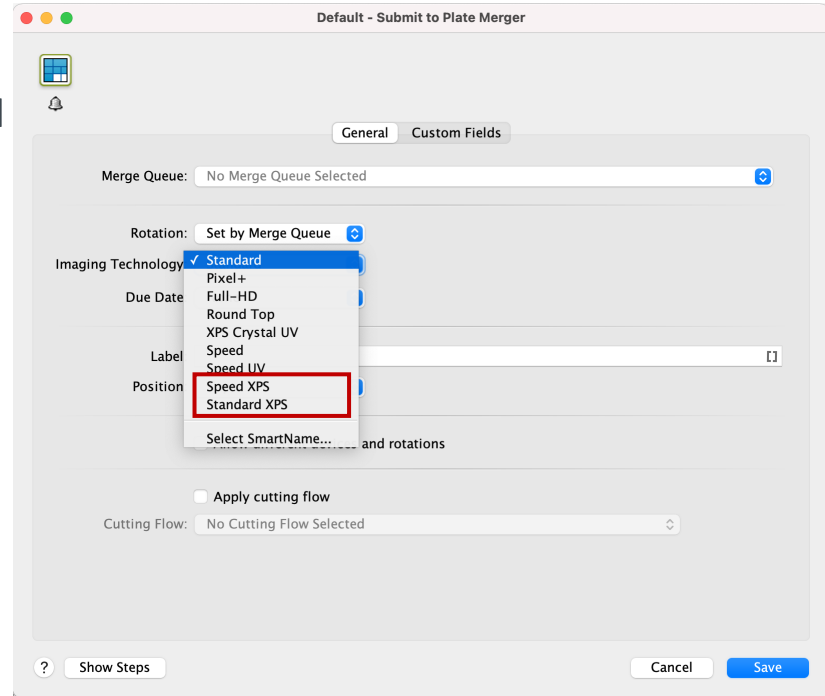 Default - Submit to Plate Merger
General Custom Fields
Merge Queue: No Merge Queue Selected
Rotation: Set by Merge Queue
Imaging Technology ✓ Standard
Pixel+
Full-HD
Due Date
Round Top
XPS Crystal UV
Speed
Label
Speed UV
Position
Speed XPS
Standard XPS
Select SmartName...
and rotations
Apply cutting flow
Cutting Flow: No Cutting Flow Selected
? Show Steps Cancel Save